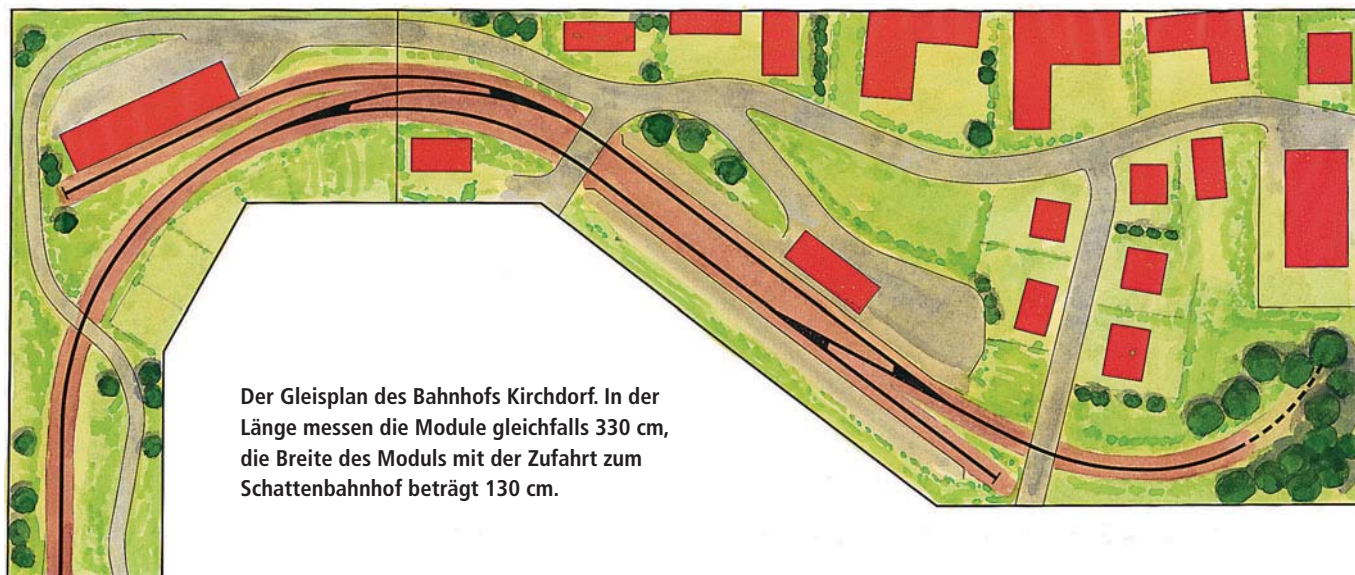 Der Gleisplan des Bahnhofs Kirchdorf. In der
Länge messen die Module gleichfalls 330 cm,
die Breite des Moduls mit der Zufahrt zum
Schattenbahnhof beträgt 130 cm.